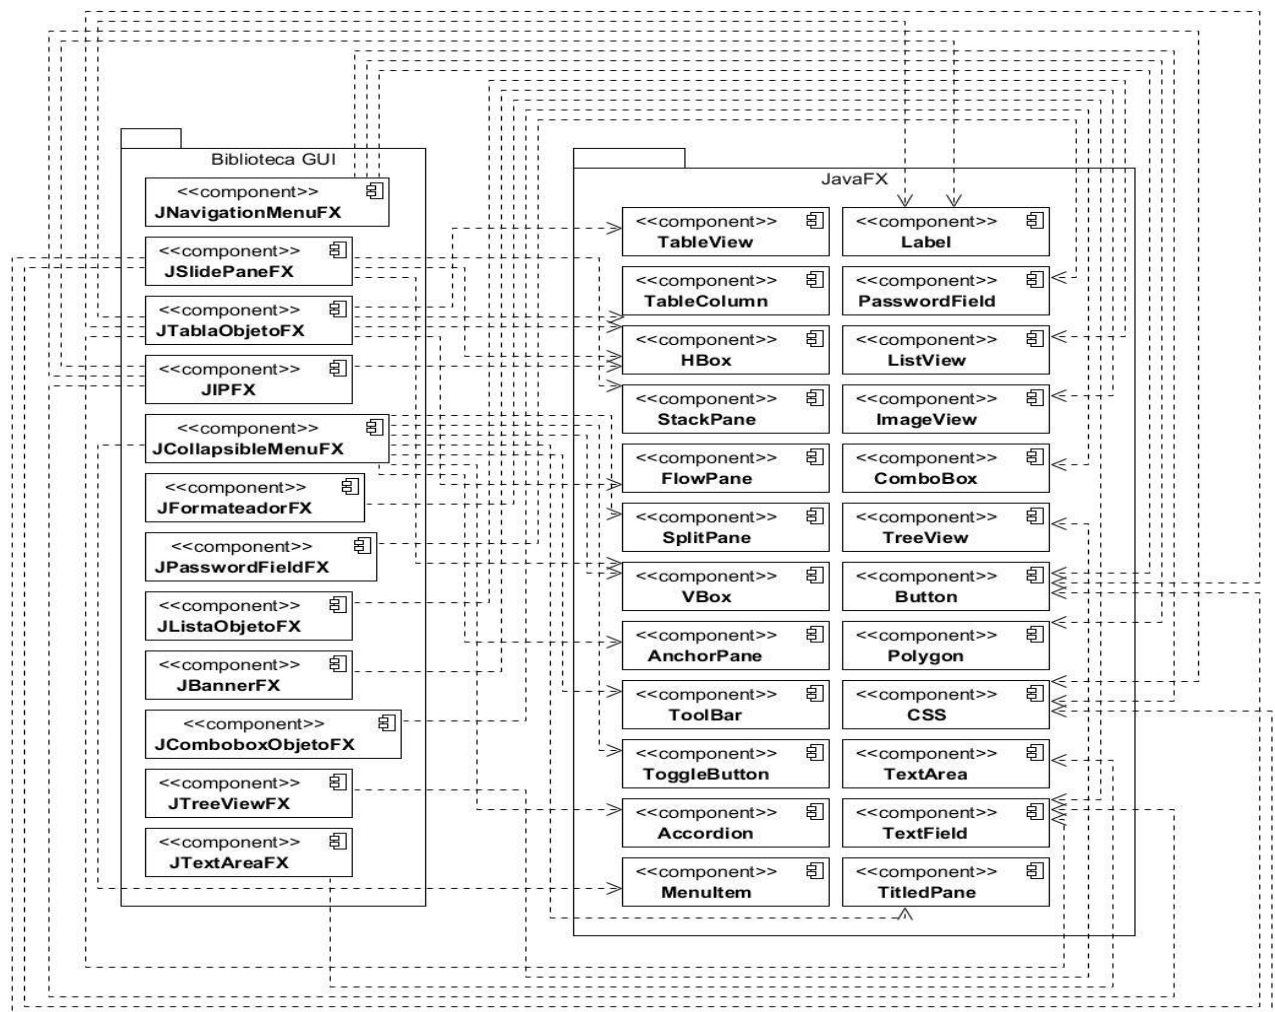 Biblioteca GUI
<<component>>
JNavigationMenuFX
<<component>>
JSlidePaneFX
<<component>>
JTablaObjetoFX
<<component>>
JIPFX
<<component>>
JCollapsibleMenuFX
<<component>>
JFormateadorFX
<<component>>
JPasswordFieldFX
<<component>>
JListaObjetoFX
<<component>>
JBannerFX
<<component>>
JComboboxObjetoFX
<<component>>
JTreeViewFX
<<component>>
JTextAreaFX
JavaFX
<<component>>
TableView
<<component>>
Label
<<component>>
TableColumn
<<component>>
PasswordField
<<component>>
HBox
<<component>>
ListView
<<component>>
StackPane
<<component>>
ImageView
<<component>>
FlowPane
<<component>>
ComboBox
<<component>>
SplitPane
<<component>>
TreeView
<<component>>
VBox
<<component>>
Button
<<component>>
AnchorPane
<<component>>
Polygon
<<component>>
ToolBar
<<component>>
CSS
<<component>>
ToggleButton
<<component>>
TextArea
<<component>>
Accordion
<<component>>
TextField
<<component>>
MenuItem
<<component>>
TitledPane